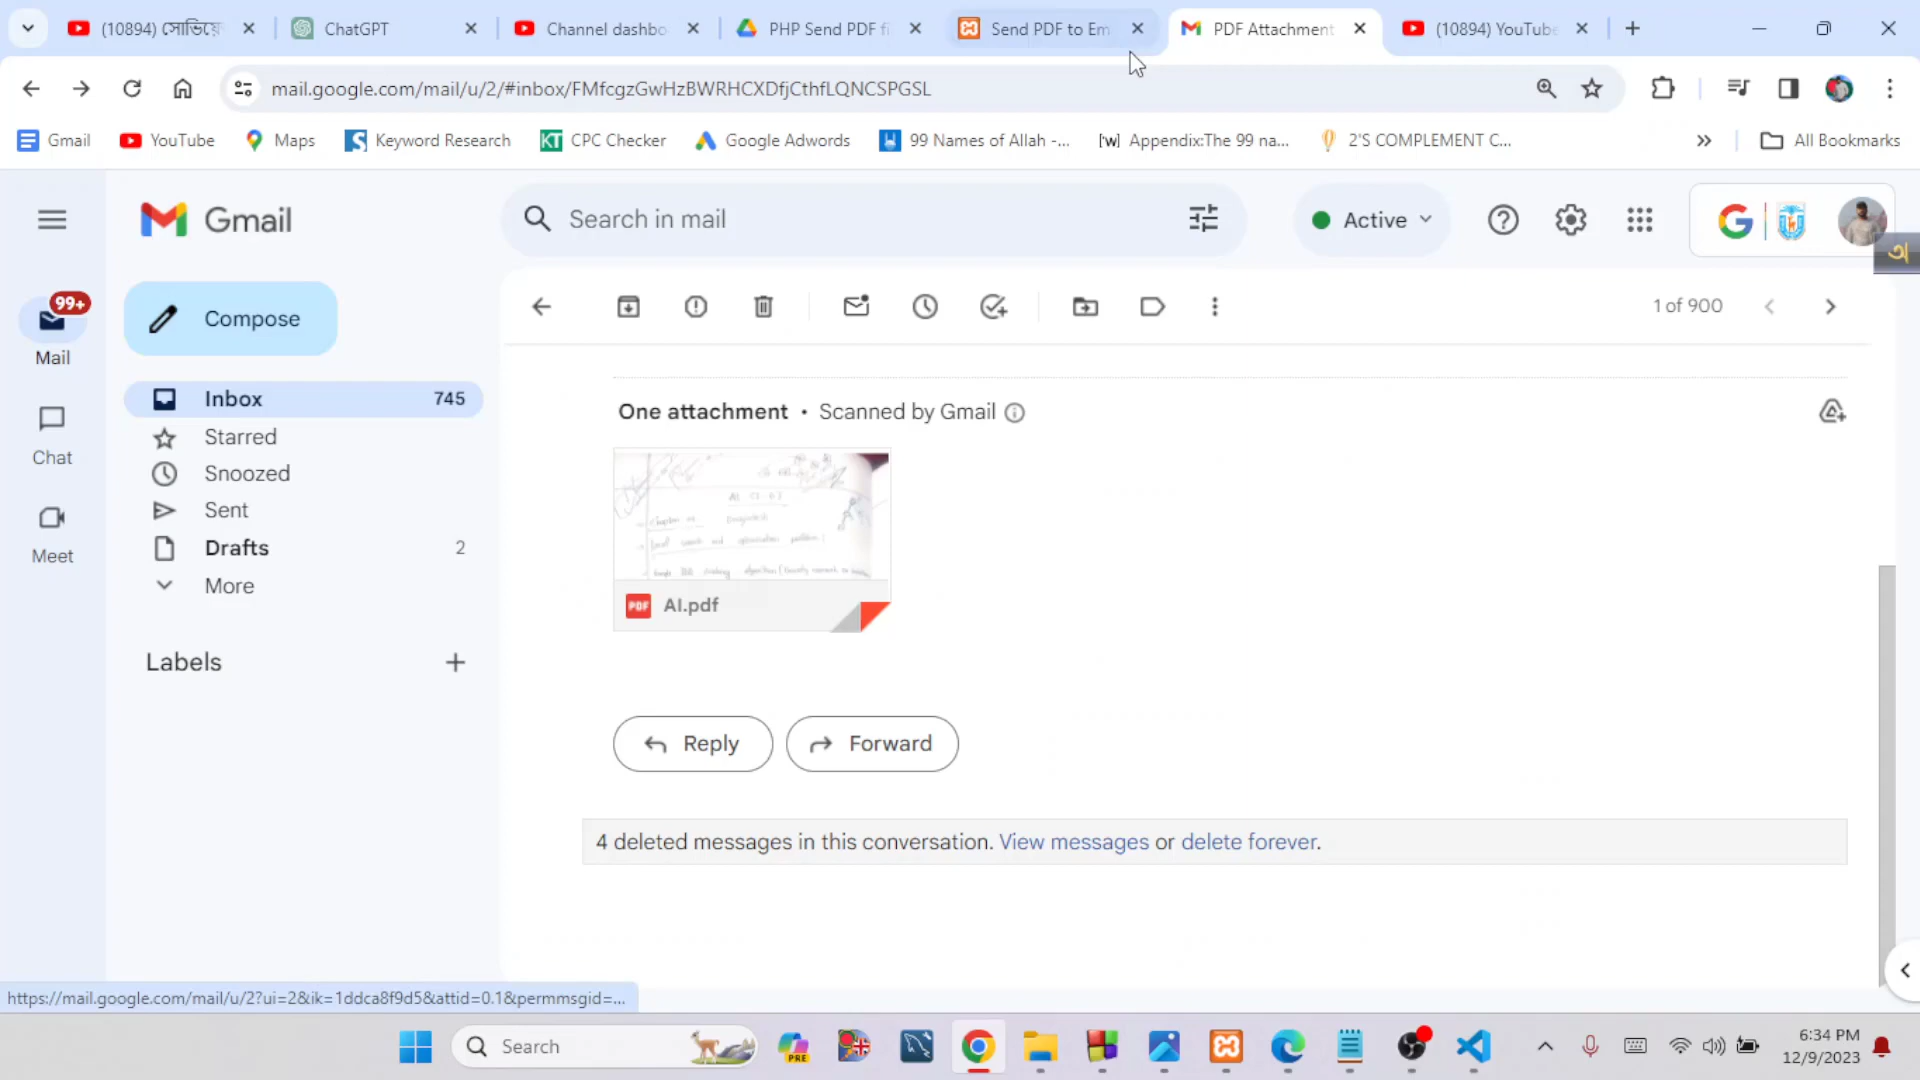 (10894) সোভিয়ে
ChatGPT
Channel dashbo
PHP Send PDF fi
Send PDF to Em
PDF Attachment
(10894) YouTube
mail.google.com/mail/u/2/#inbox/FMfcgzGwHzBWRHCXDfjCthfLQNCSPGSL
Gmail
YouTube
Maps
Keyword Research
KT CPC Checker
Google Adwords
99 Names of Allah -...
[W] Appendix:The 99 na...
2'S COMPLEMENT C...
All Bookmarks
Gmail
Search in mail
Active
অ
99+
Mail
Compose
1 of 900
Inbox 745
One attachment • Scanned by Gmail
Starred
Chat
Snoozed
Sent
Meet
Drafts 2
More
PDF AI.pdf
Labels
Reply
Forward
4 deleted messages in this conversation. View messages or delete forever.
https://mail.google.com/mail/u/2?ui=2&ik=1ddca8f9d5&attid=0.1&permmsgid=...
Search
PRE
6:34 PM
12/9/2023